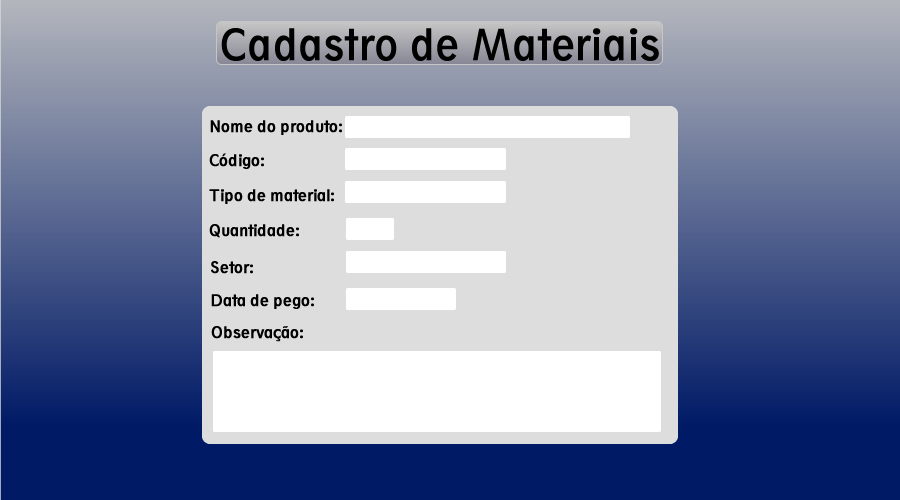 Cadastro de Materiais
Nome do produto:
Código:
Tipo de material:
Quantidade:
Setor:
Data de pego:
Observação: